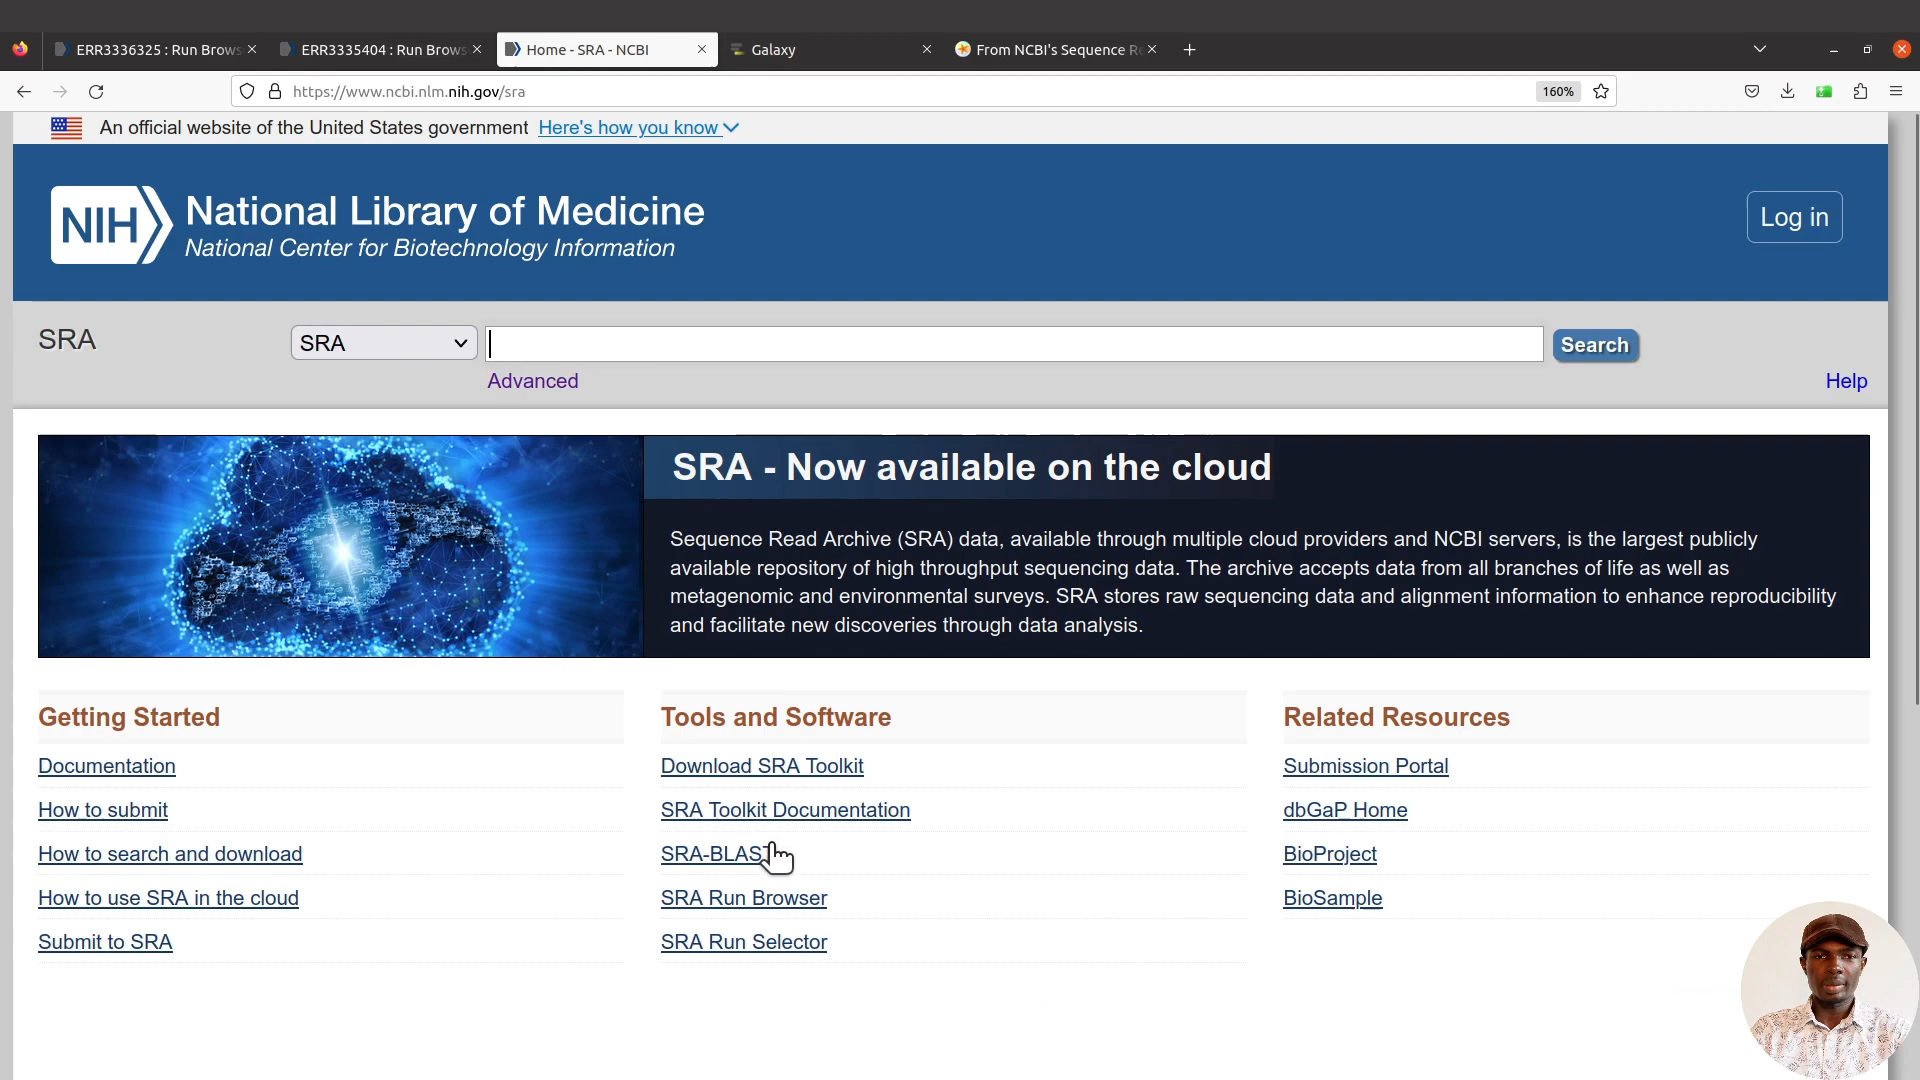 ERR3336325 : Run Brows
ERR3335404 : Run Brows
Home - SRA - NCBI
Galaxy
From NCBI's Sequence Re
https://www.ncbi.nlm.nih.gov/sra
160%
An official website of the United States government Here's how you know
NIH
National Library of Medicine
National Center for Biotechnology Information
Log in
SRA
SRA
Search
Advanced
Help
SRA - Now available on the cloud
Sequence Read Archive (SRA) data, available through multiple cloud providers and NCBI servers, is the largest publicly
available repository of high throughput sequencing data. The archive accepts data from all branches of life as well as
metagenomic and environmental surveys. SRA stores raw sequencing data and alignment information to enhance reproducibility
and facilitate new discoveries through data analysis.
Getting Started
Documentation
How to submit
How to search and download
How to use SRA in the cloud
Submit to SRA
Tools and Software
Download SRA Toolkit
SRA Toolkit Documentation
SRA-BLAST
SRA Run Browser
SRA Run Selector
Related Resources
Submission Portal
dbGaP Home
BioProject
BioSample